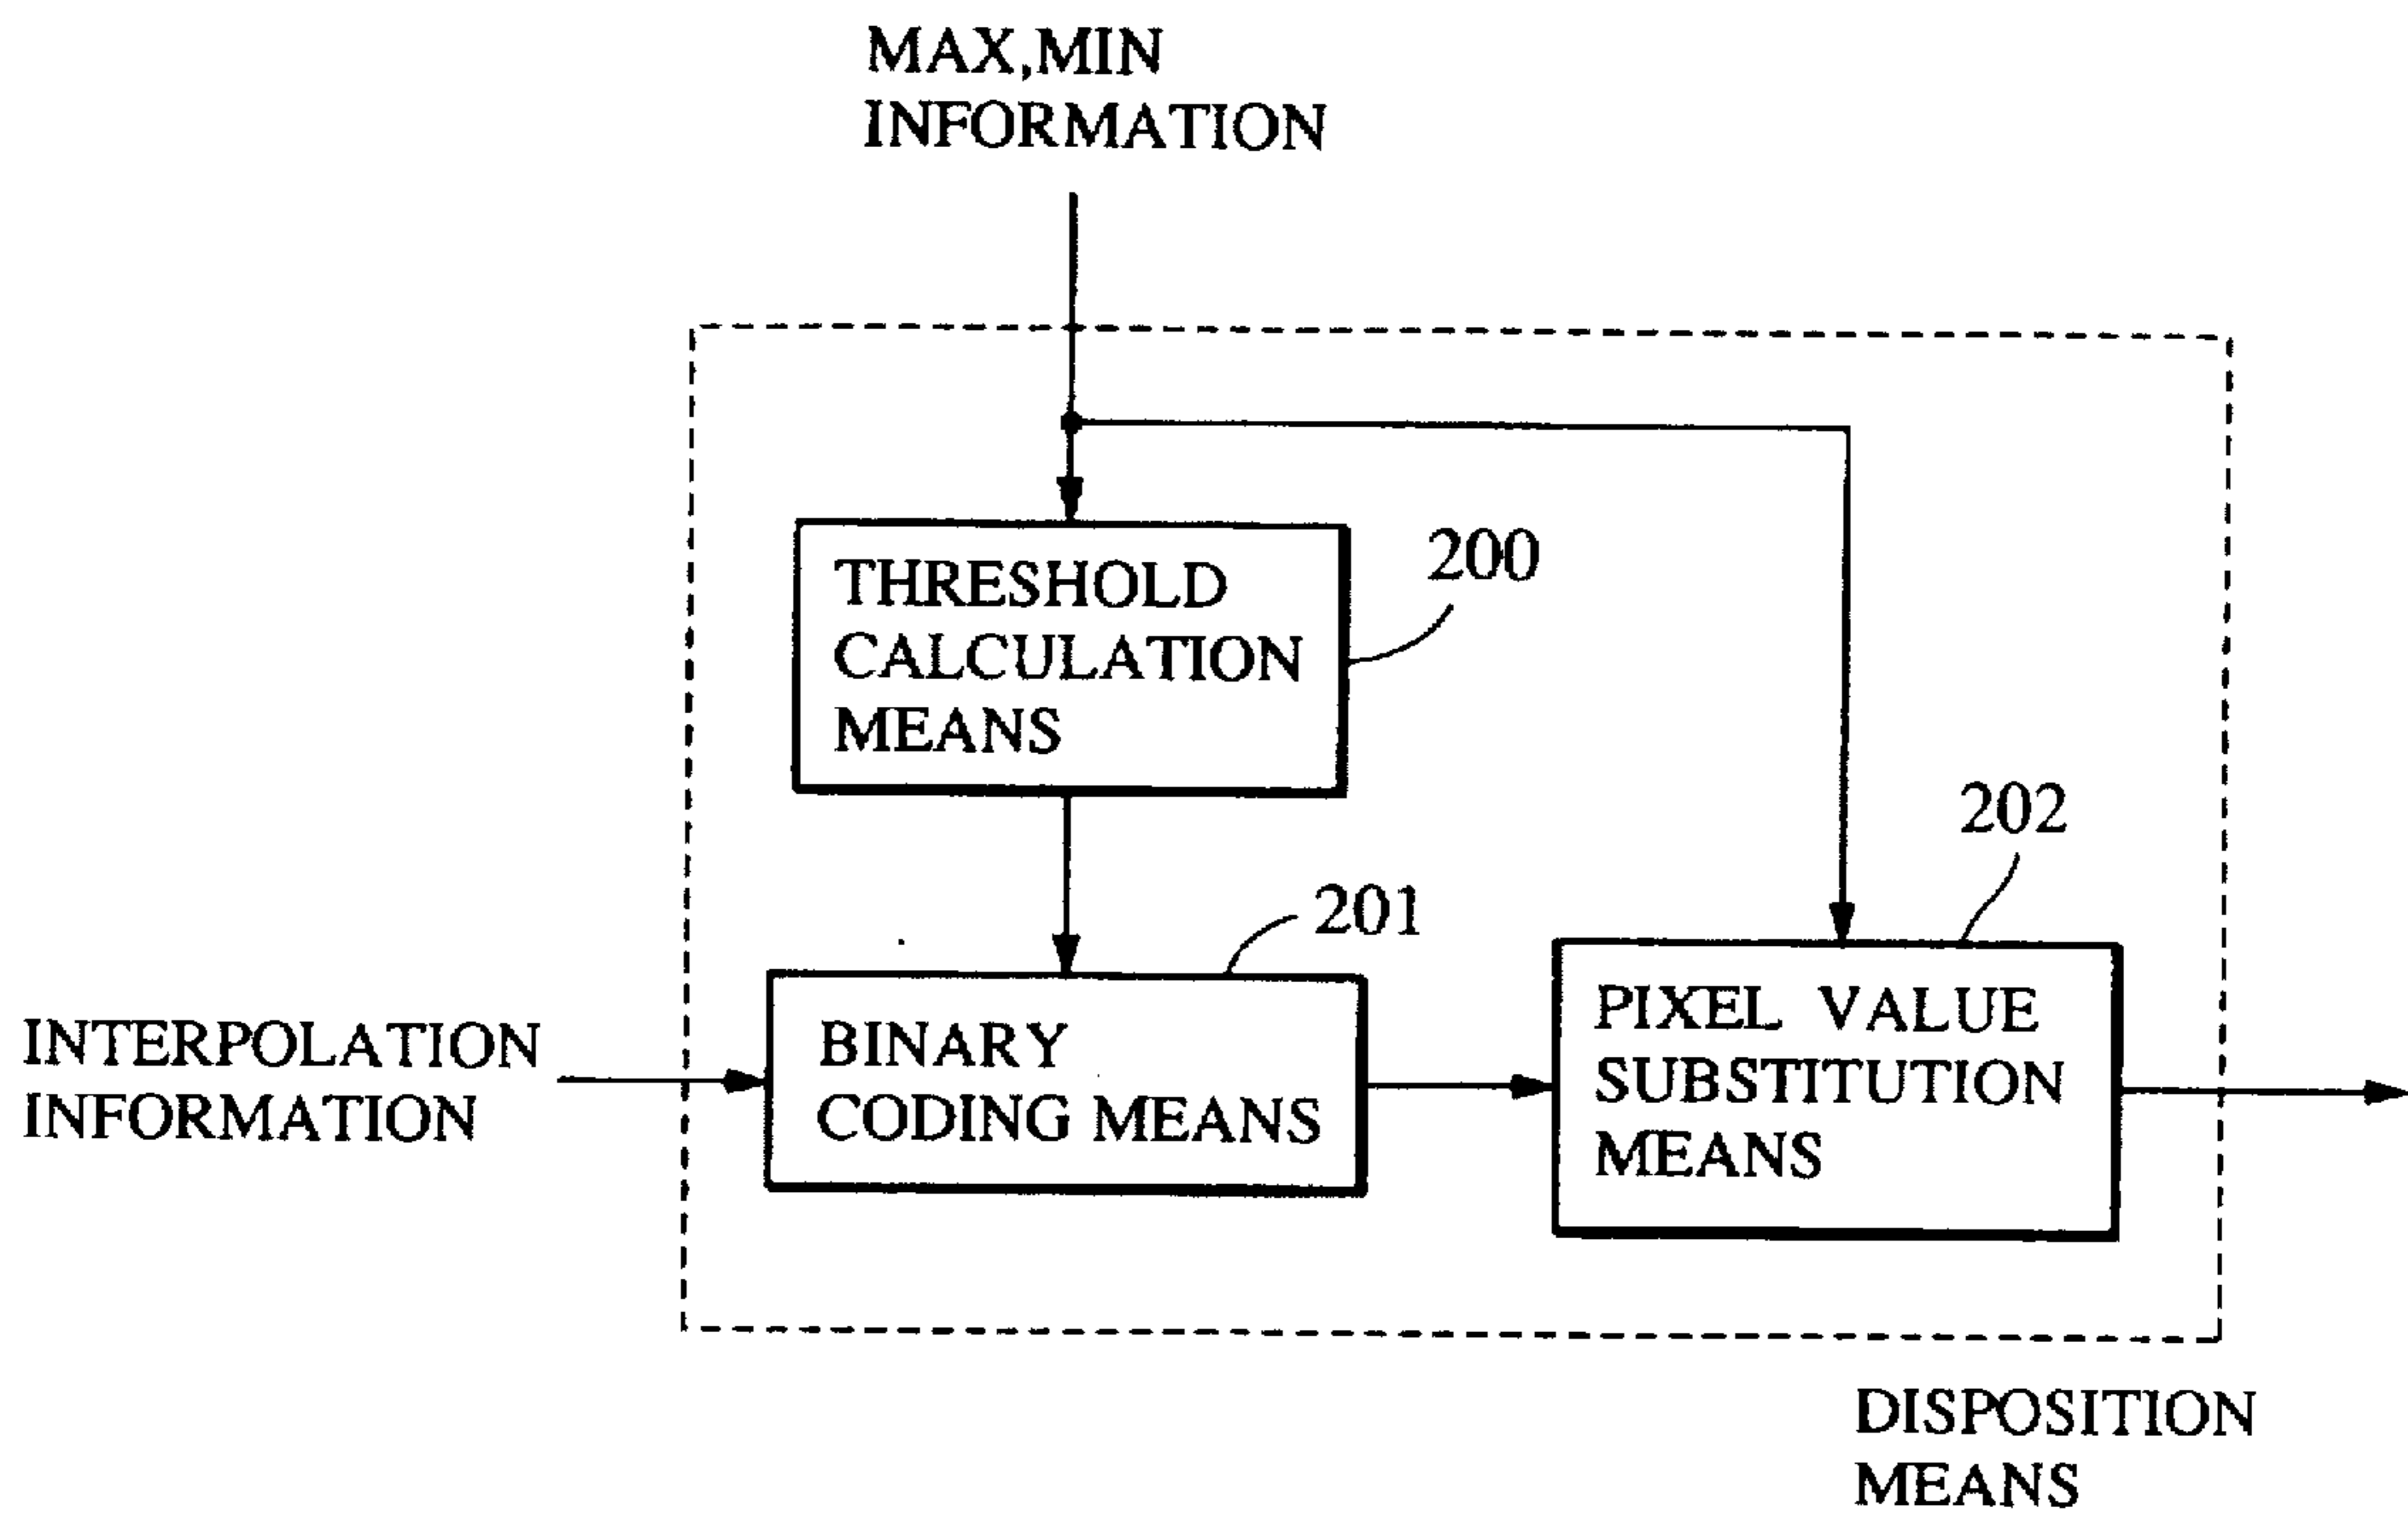 MAX,MIN
INFORMATION
THRESHOLD
CALCULATION
MEANS
200
202
201
INTERPOLATION
INFORMATION
BINARY
CODING MEANS
PIXEL VALUE
SUBSTITUTION
MEANS
DISPOSITION
MEANS